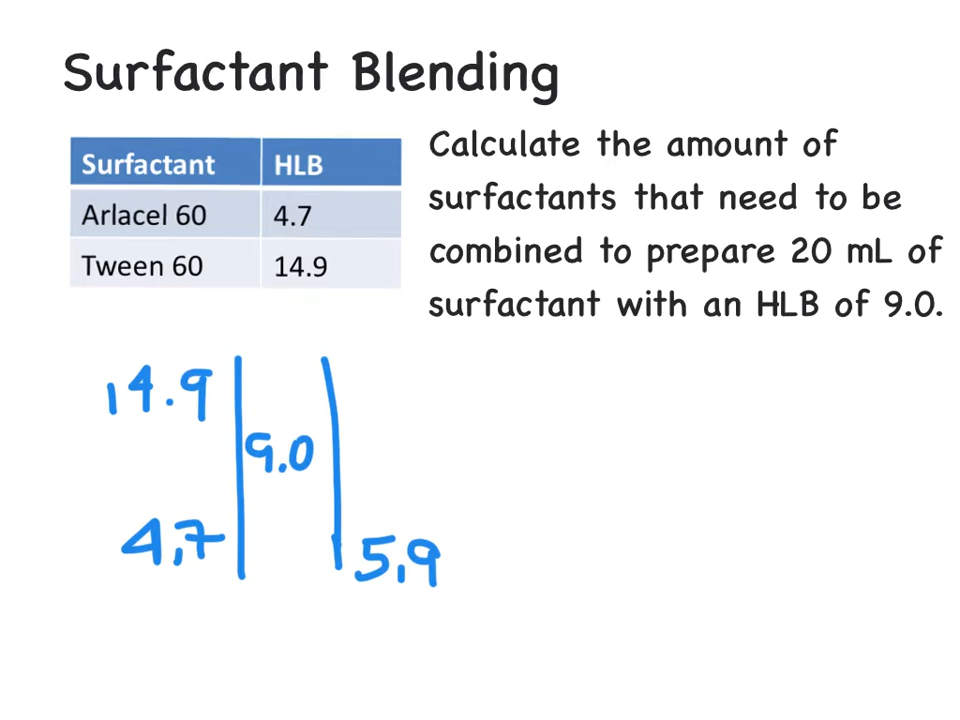 Surfactant Blending
Surfactant HLB
Arlacel 60 4.7
Tween 60 14.9
Calculate the amount of
surfactants that need to be
combined to prepare 20 mL of
surfactant with an HLB of 9.0.
14.9
9.0
4.7
5.9